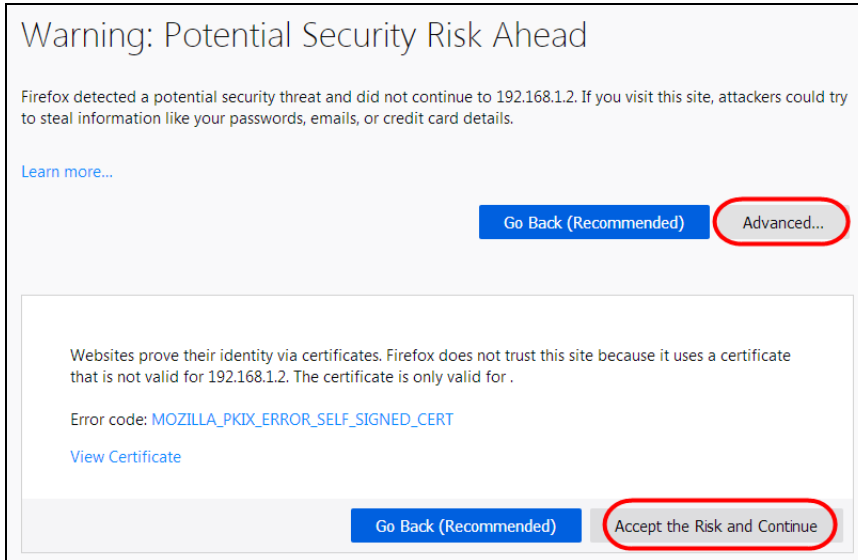 Warning: Potential Security Risk Ahead
Firefox detected a potential security threat and did not continue to 192.168.1.2. If you visit this site, attackers could try
to steal information like your passwords, emails, or credit card details.
Learn more...
Go Back (Recommended) Advanced...
Websites prove their identity via certificates. Firefox does not trust this site because it uses a certificate
that is not valid for 192.168.1.2. The certificate is only valid for .
Error code: MOZILLA_PKIX_ERROR_SELF_SIGNED_CERT
View Certificate
Go Back (Recommended) Accept the Risk and Continue